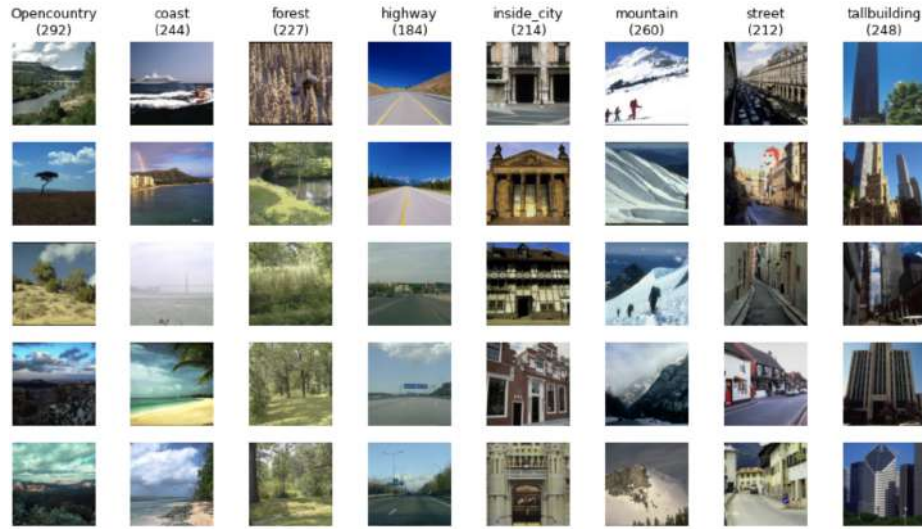 Opencountry coast forest highway inside_city mountain street tallbuilding
(292) (244) (227) (184) (214) (260) (212) (248)